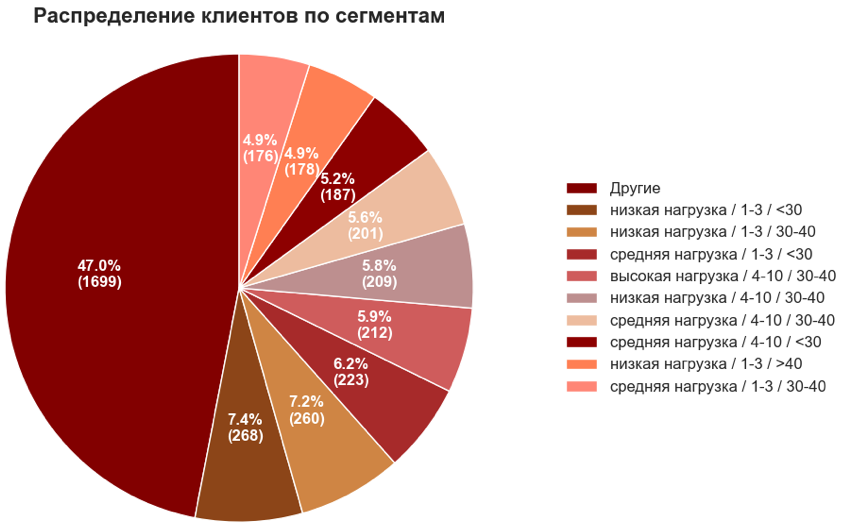 Распределение клиентов по сегментам
4.9%
(176)
4.9%
(178)
5.2%
(187)
5.6%
(201)
5.8%
(209)
5.9%
(212)
6.2%
(223)
7.2%
(260)
7.4%
(268)
47.0%
(1699)
Другие
низкая нагрузка / 1-3 / <30
низкая нагрузка / 1-3 / 30-40
средняя нагрузка / 1-3 / <30
высокая нагрузка / 4-10 / 30-40
низкая нагрузка / 4-10 / 30-40
средняя нагрузка / 4-10 / 30-40
средняя нагрузка / 4-10 / <30
низкая нагрузка / 1-3 / >40
средняя нагрузка / 1-3 / 30-40